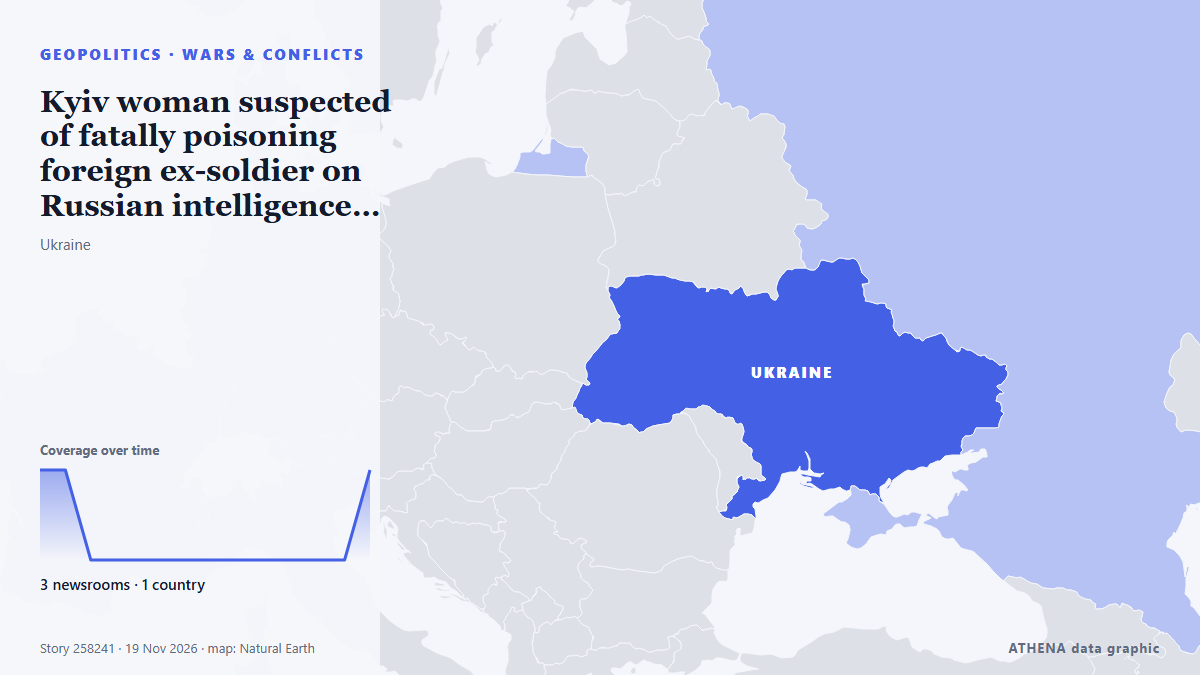 GEOPOLITICS · WARS & CONFLICTS
Kyiv woman suspected
of fatally poisoning
foreign ex-soldier on
Russian intelligence...
Ukraine
UKRAINE
Coverage over time
3 newsrooms · 1 country
Story 258241 · 19 Nov 2026 · map: Natural Earth
ATHENA data graphic